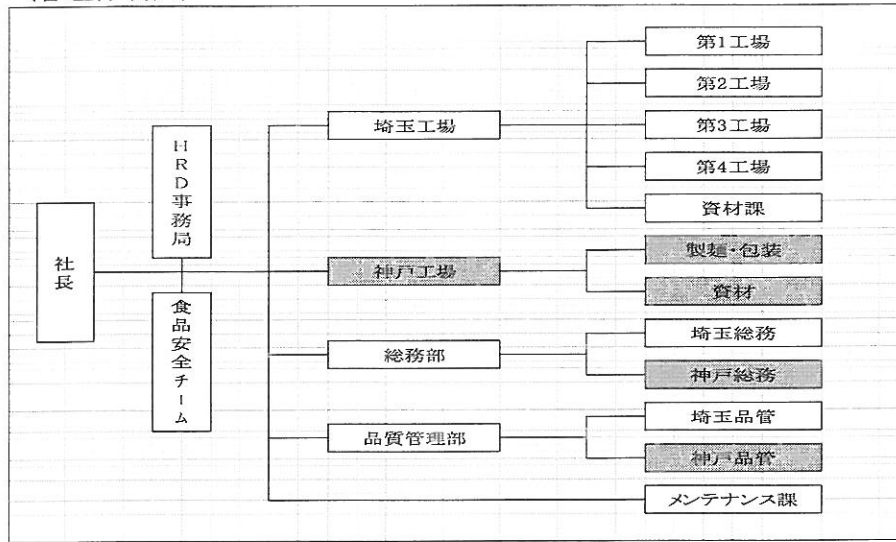 社長
HRD事務局
食品安全チーム
埼玉工場
第1工場
第2工場
第3工場
第4工場
資材課
神戸工場
製麺・包装
資材
総務部
埼玉総務
神戸総務
品質管理部
埼玉品管
神戸品管
メンテナンス課